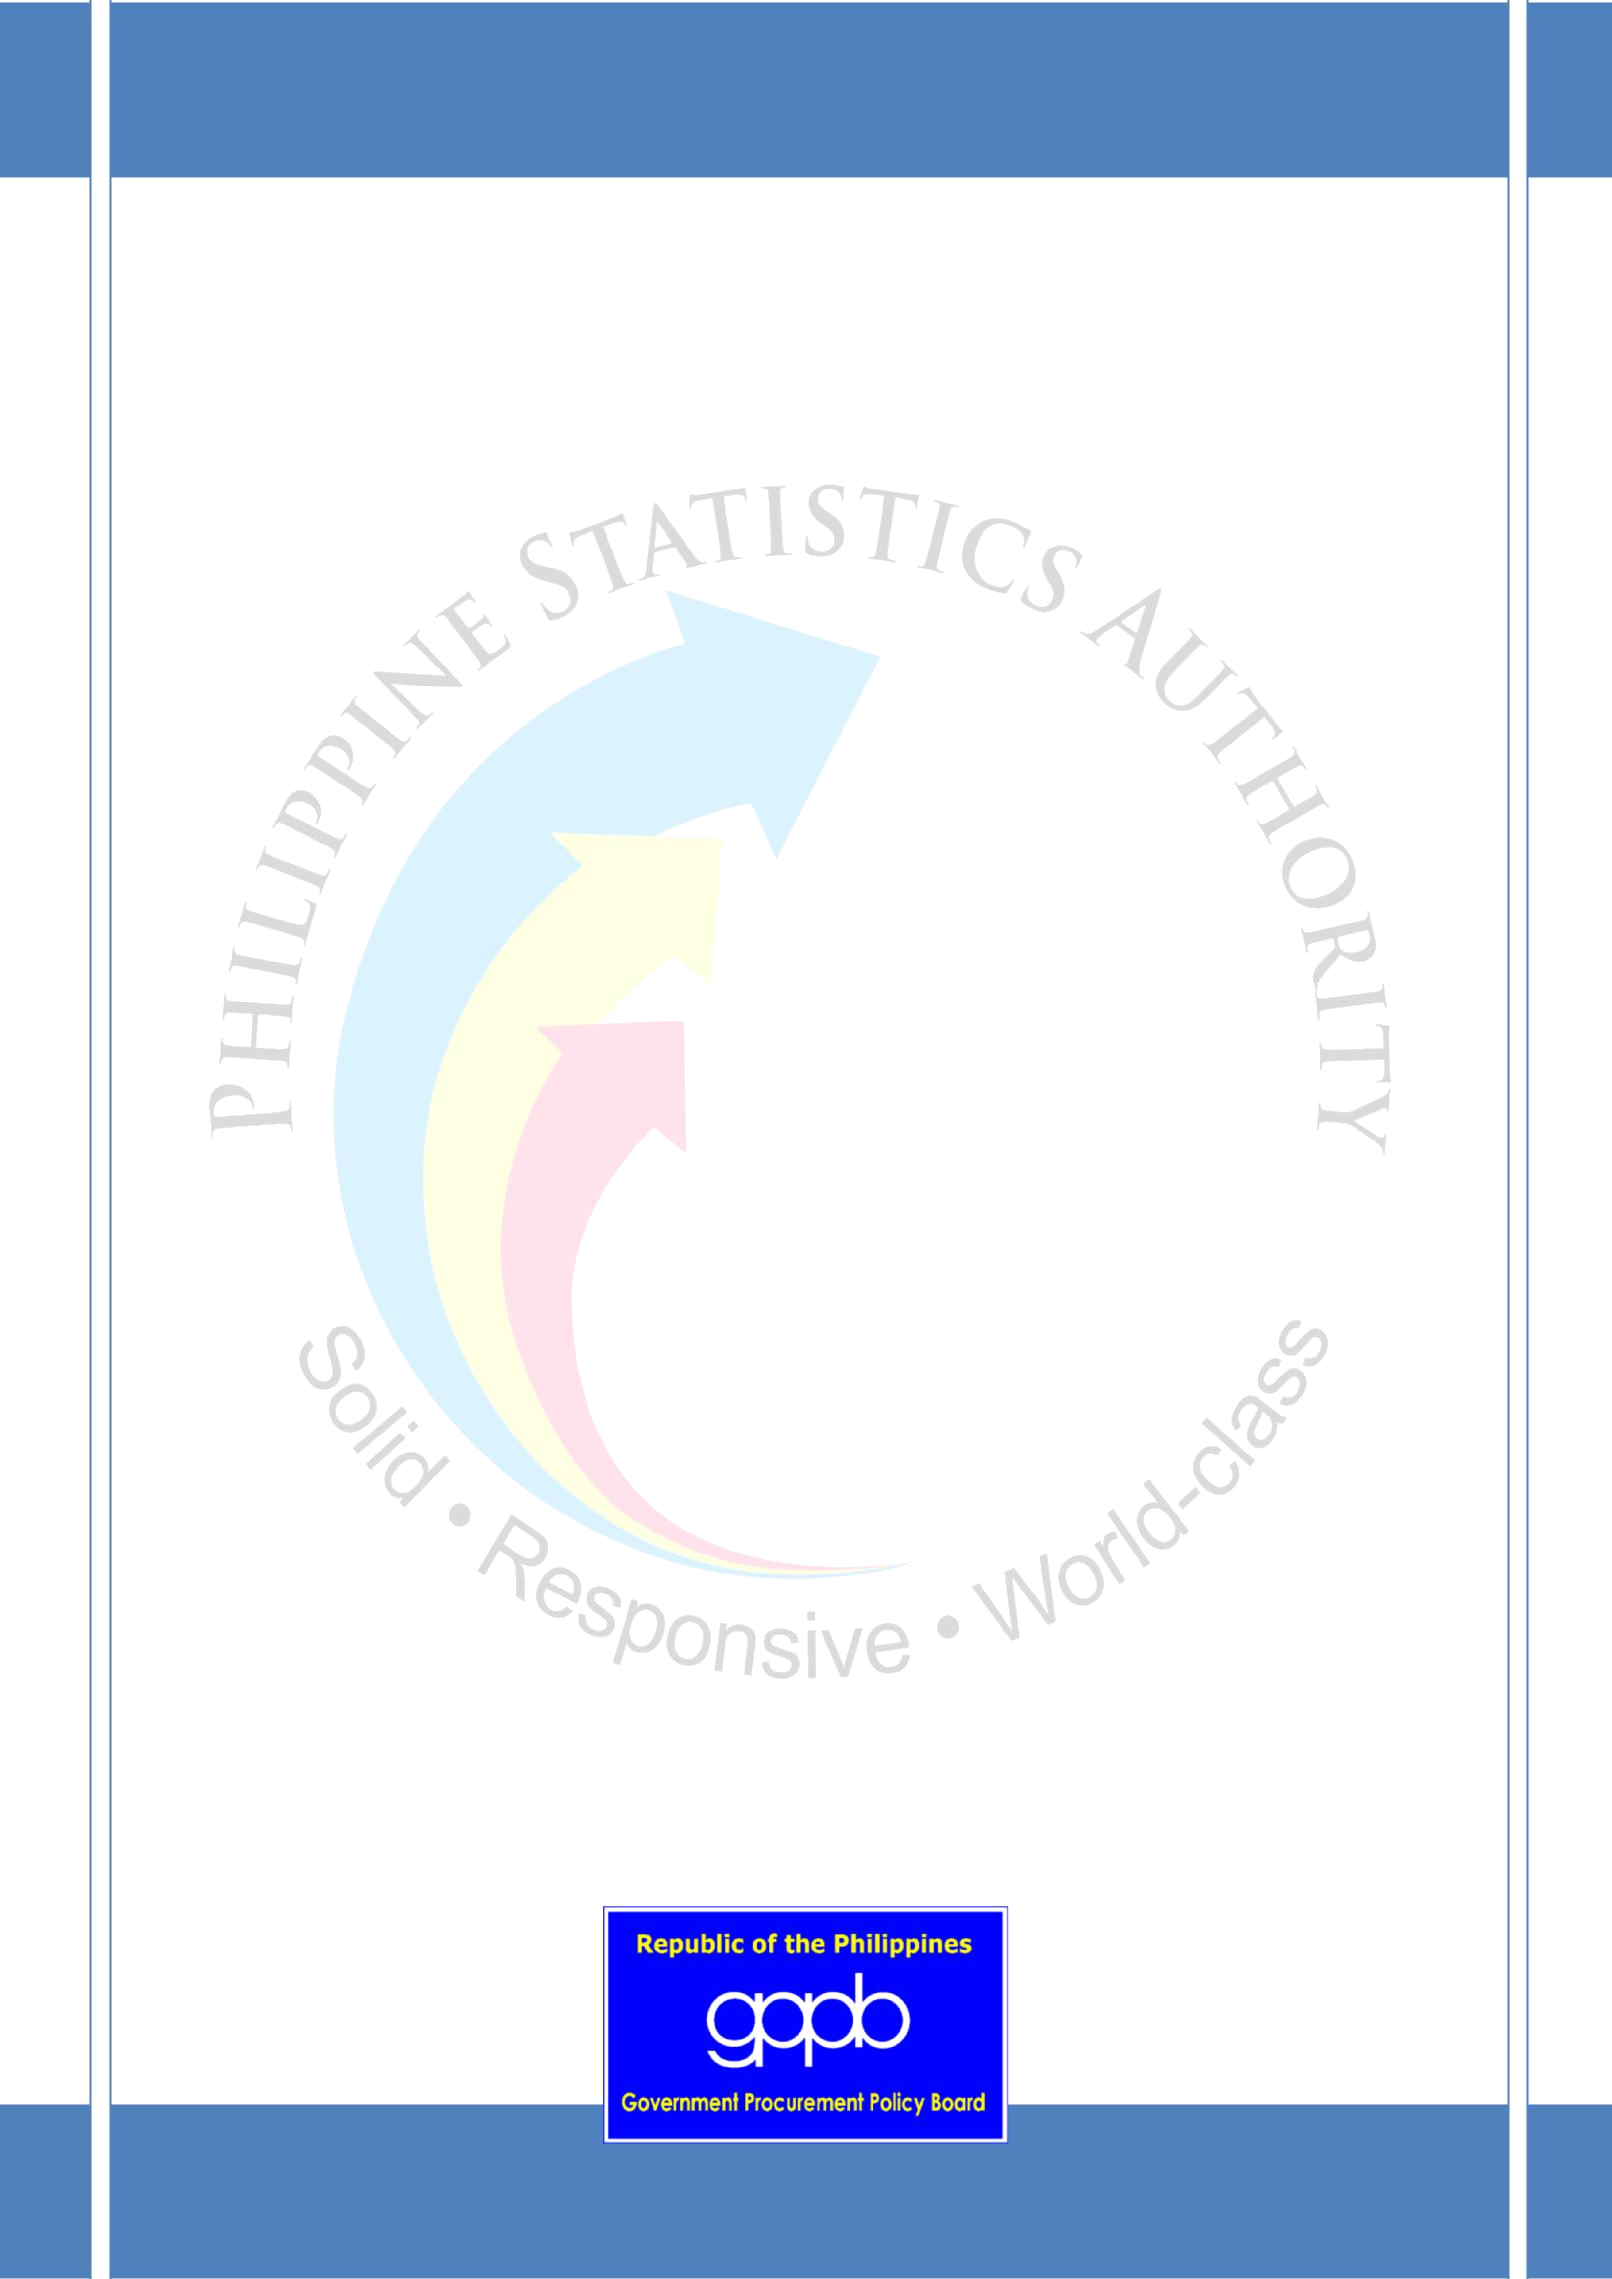 PHILIPPINE STATISTICS AUTHORITY
Solid • Responsive • World-class
Republic of the Philippines
gppb
Government Procurement Policy Board